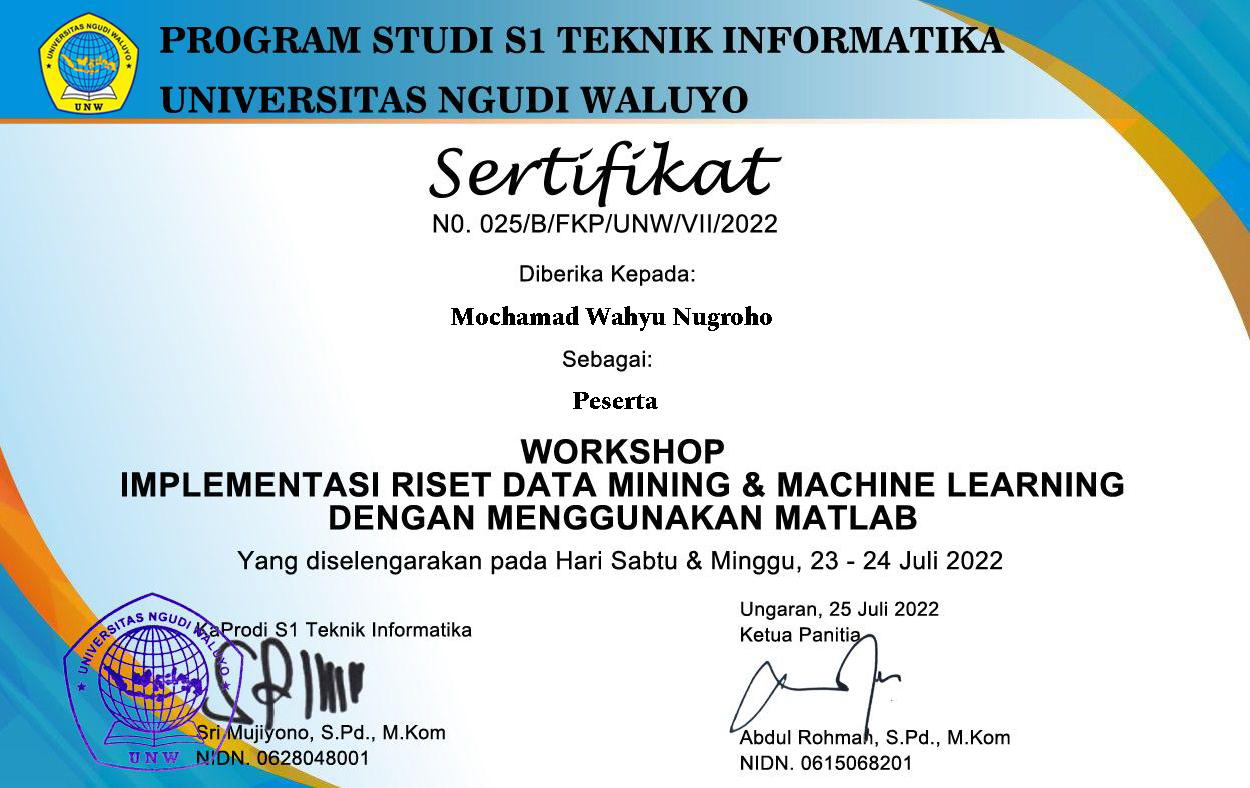 UNIVERSITAS NGUDI WALUYO
UNW
PROGRAM STUDI S1 TEKNIK INFORMATIKA
UNIVERSITAS NGUDI WALUYO
Sertifikat
N0. 025/B/FKP/UNW/VII/2022
Diberika Kepada:
Mochamad Wahyu Nugroho
Sebagai:
Peserta
WORKSHOP
IMPLEMENTASI RISET DATA MINING & MACHINE LEARNING
DENGAN MENGGUNAKAN MATLAB
Yang diselengarakan pada Hari Sabtu & Minggu, 23 - 24 Juli 2022
KaProdi S1 Teknik Informatika
UNIVERSITAS NGUDI WALUYO
UNW
Sri Mujiyono, S.Pd., M.Kom
NIDN. 0628048001
Ungaran, 25 Juli 2022
Ketua Panitia
Abdul Rohmah, S.Pd., M.Kom
NIDN. 0615068201